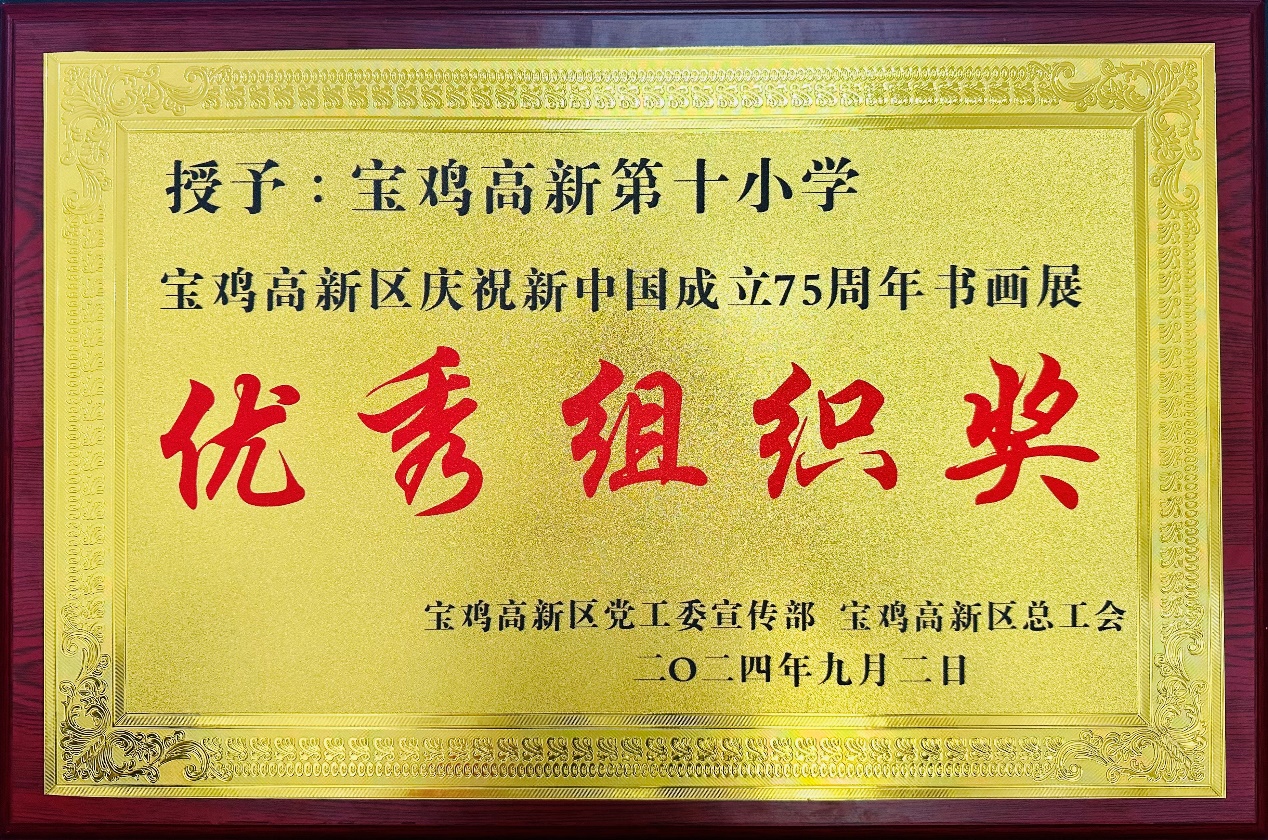 授予：宝鸡高新第十小学
宝鸡高新区庆祝新中国成立75周年书画展
优秀组织奖
宝鸡高新区党工委宣传部 宝鸡高新区总工会
二〇二四年九月二日